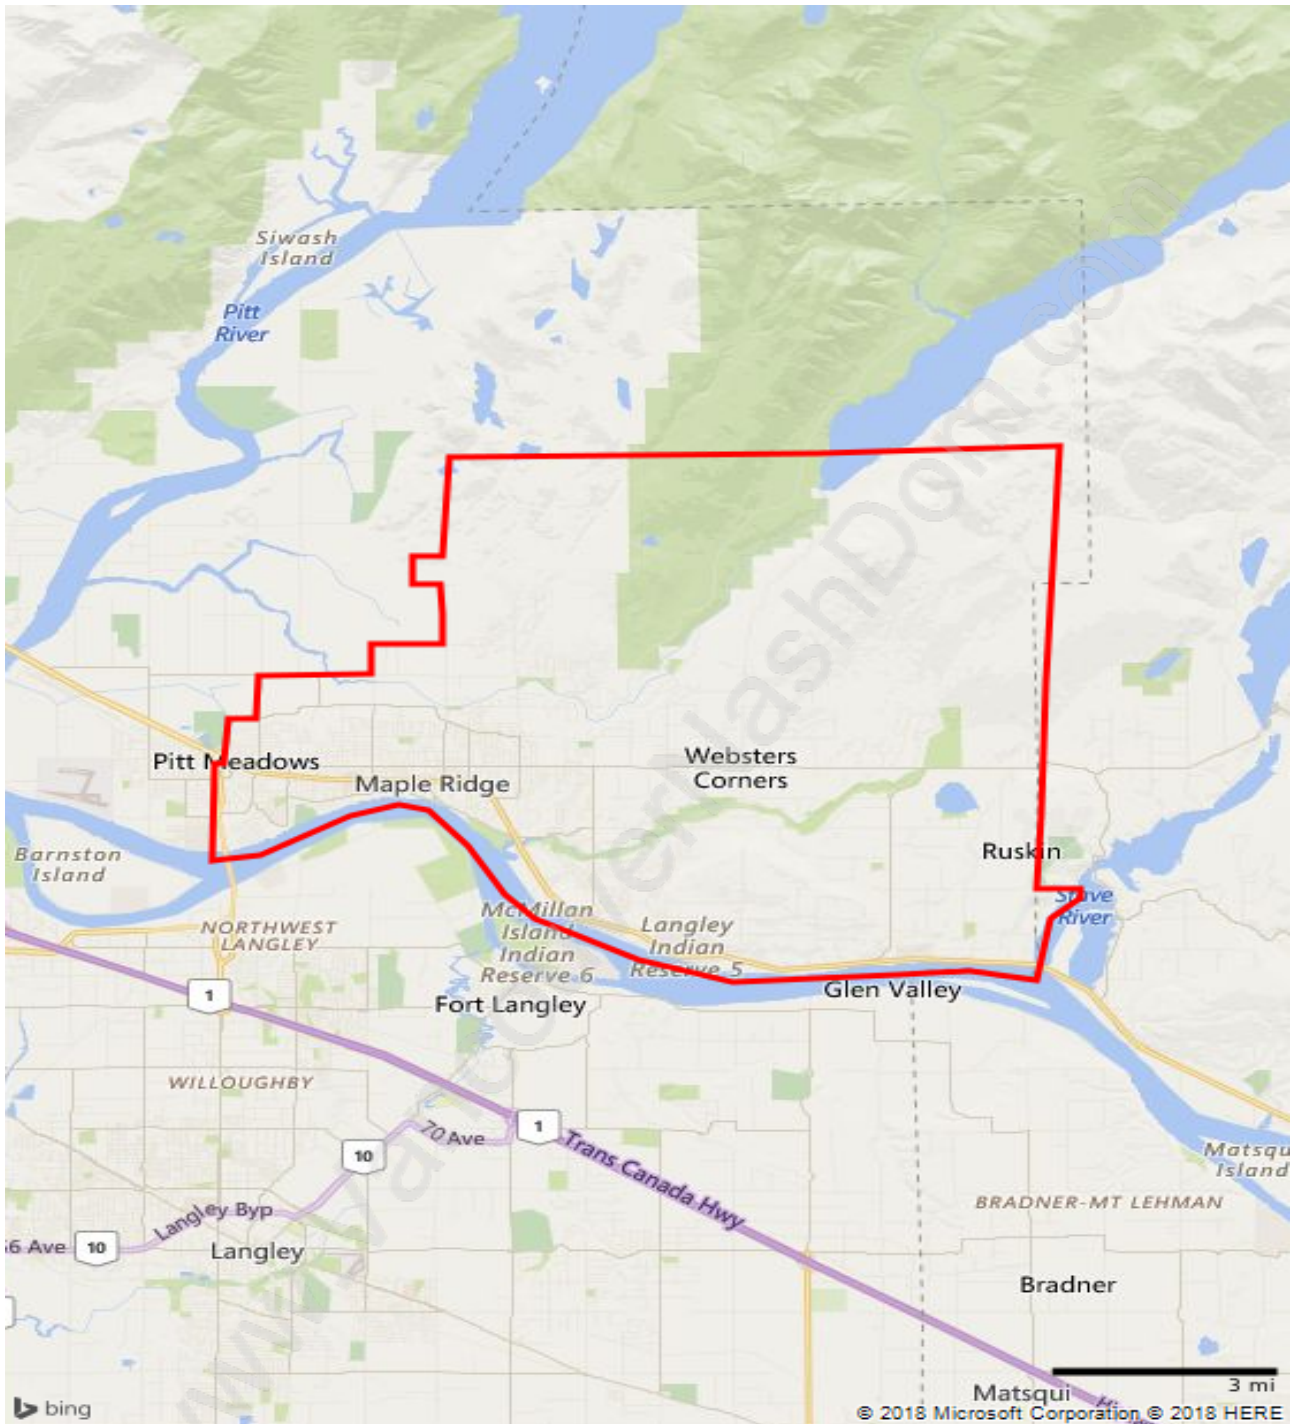 Siwash
Island
Pitt
River
Pitt Meadows
Maple Ridge
Websters
Corners
Barnston
Island
Ruskin
Stave
River
NORTHWEST
LANGLEY
McMillan
Island
Indian
Reserve 6
Langley
Indian
Reserve 5
Glen Valley
1
Fort Langley
WILLOUGHBY
70 Ave
1
10
Trans Canada Hwy
Matsqu
Island
BRADNER-MT LEHMAN
Langley Byp
56 Ave
10
Langley
Bradner
3 mi
Matsqui
bing
© 2018 Microsoft Corporation © 2018 HERE